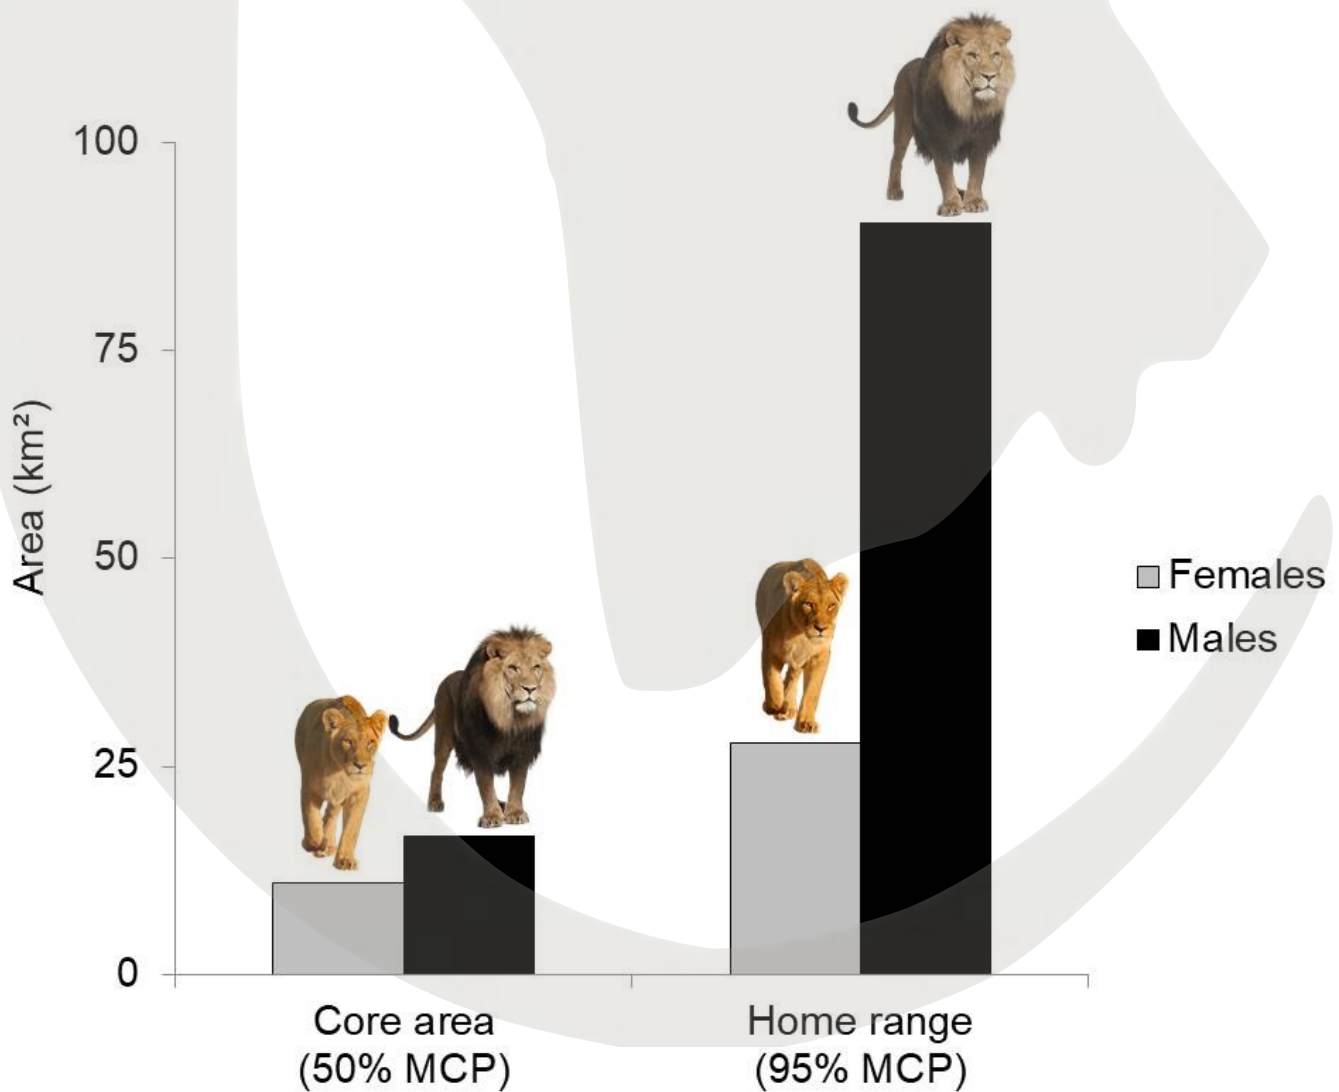 100
75
50
25
0
Area (km²)
Females
Males
Core area
(50% MCP)
Home range
(95% MCP)